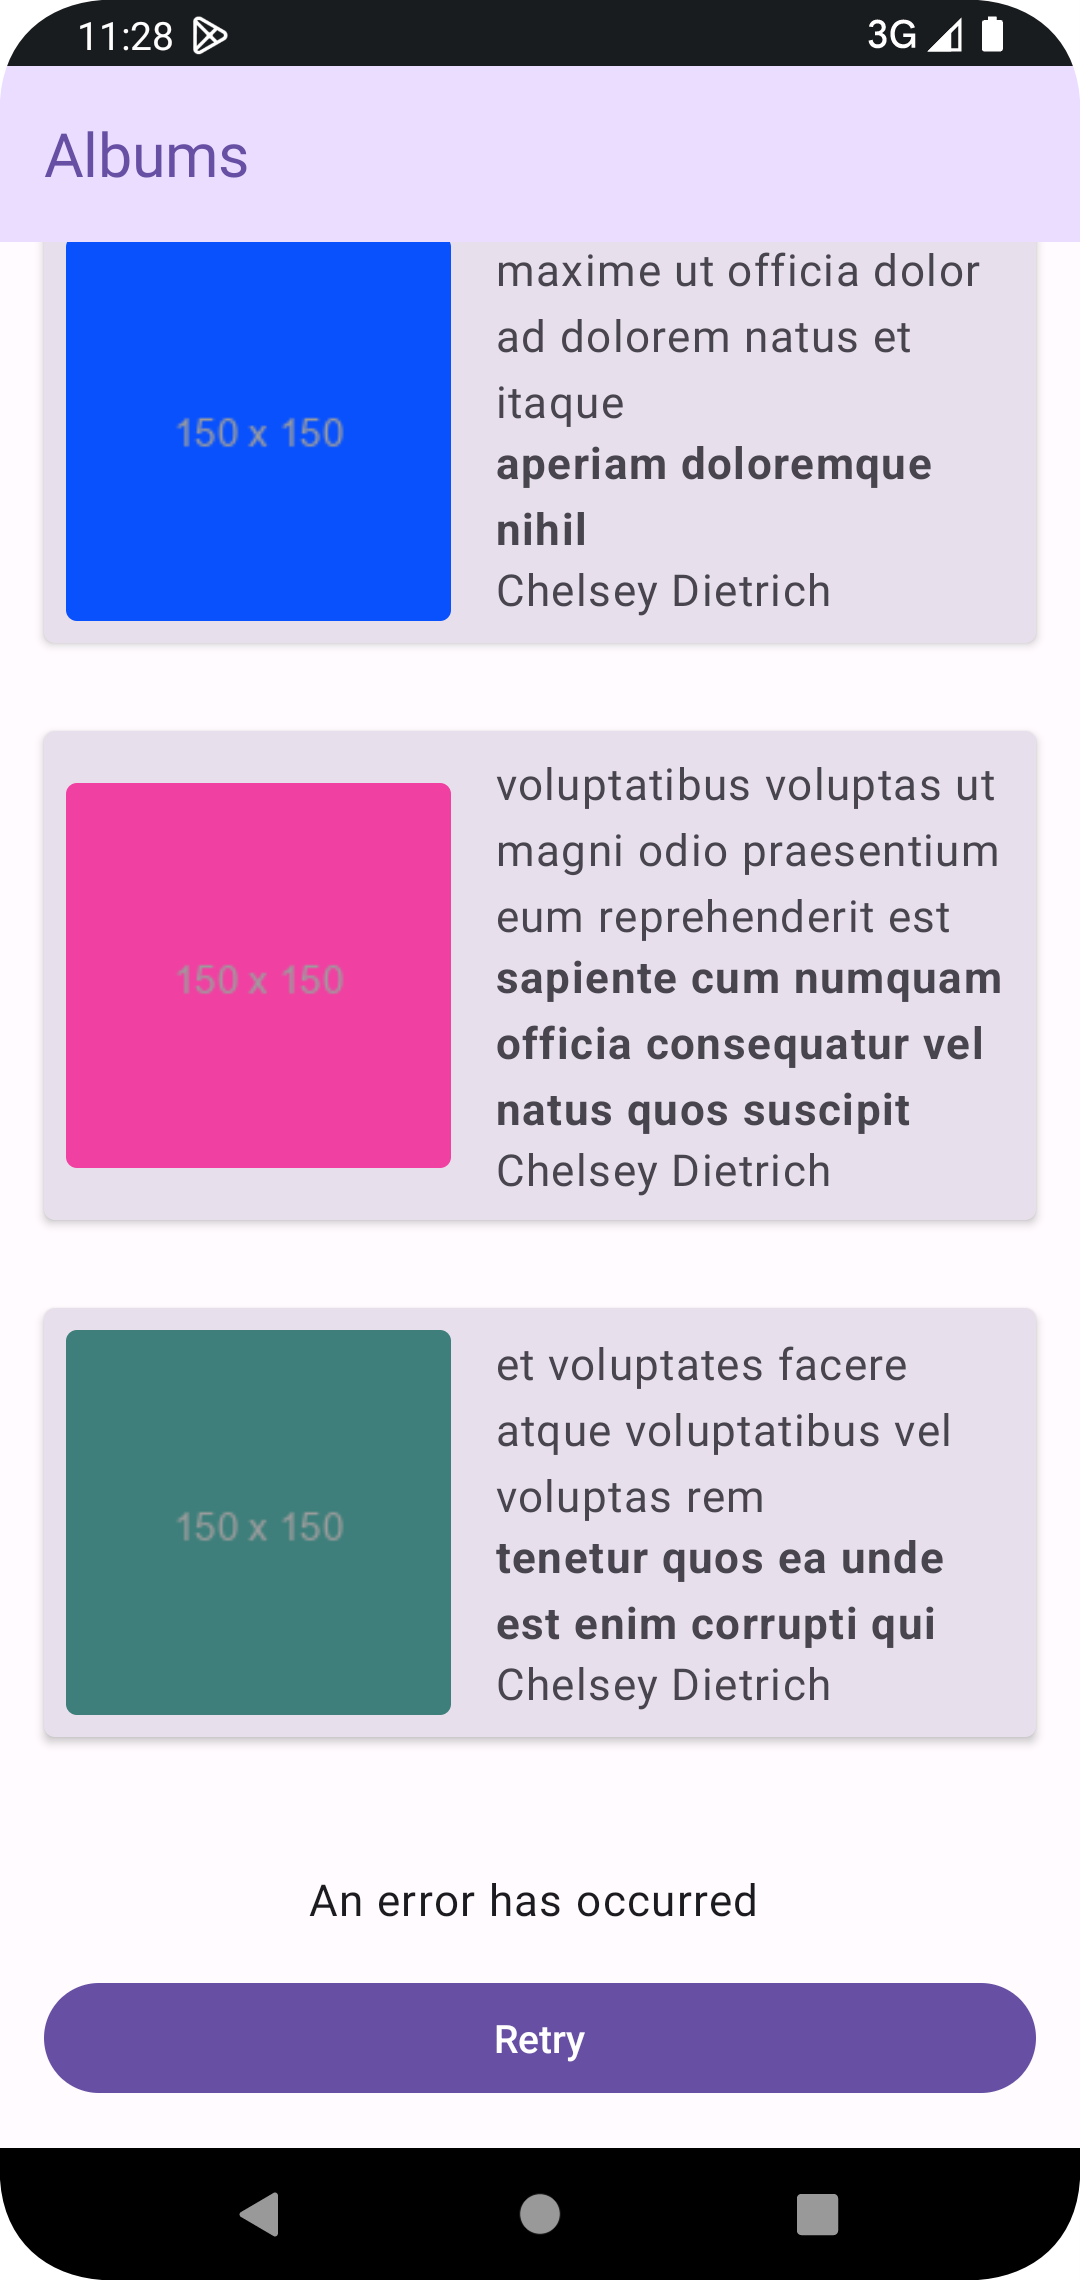 11:28
3G
Albums
150 x 150
maxime ut officia dolor
ad dolorem natus et
itaque
aperiam doloremque
nihil
Chelsey Dietrich
150 x 150
voluptatibus voluptas ut
magni odio praesentium
eum reprehenderit est
sapiente cum numquam
officia consequatur vel
natus quos suscipit
Chelsey Dietrich
150 x 150
et voluptates facere
atque voluptatibus vel
voluptas rem
tenetur quos ea unde
est enim corrupti qui
Chelsey Dietrich
An error has occurred
Retry